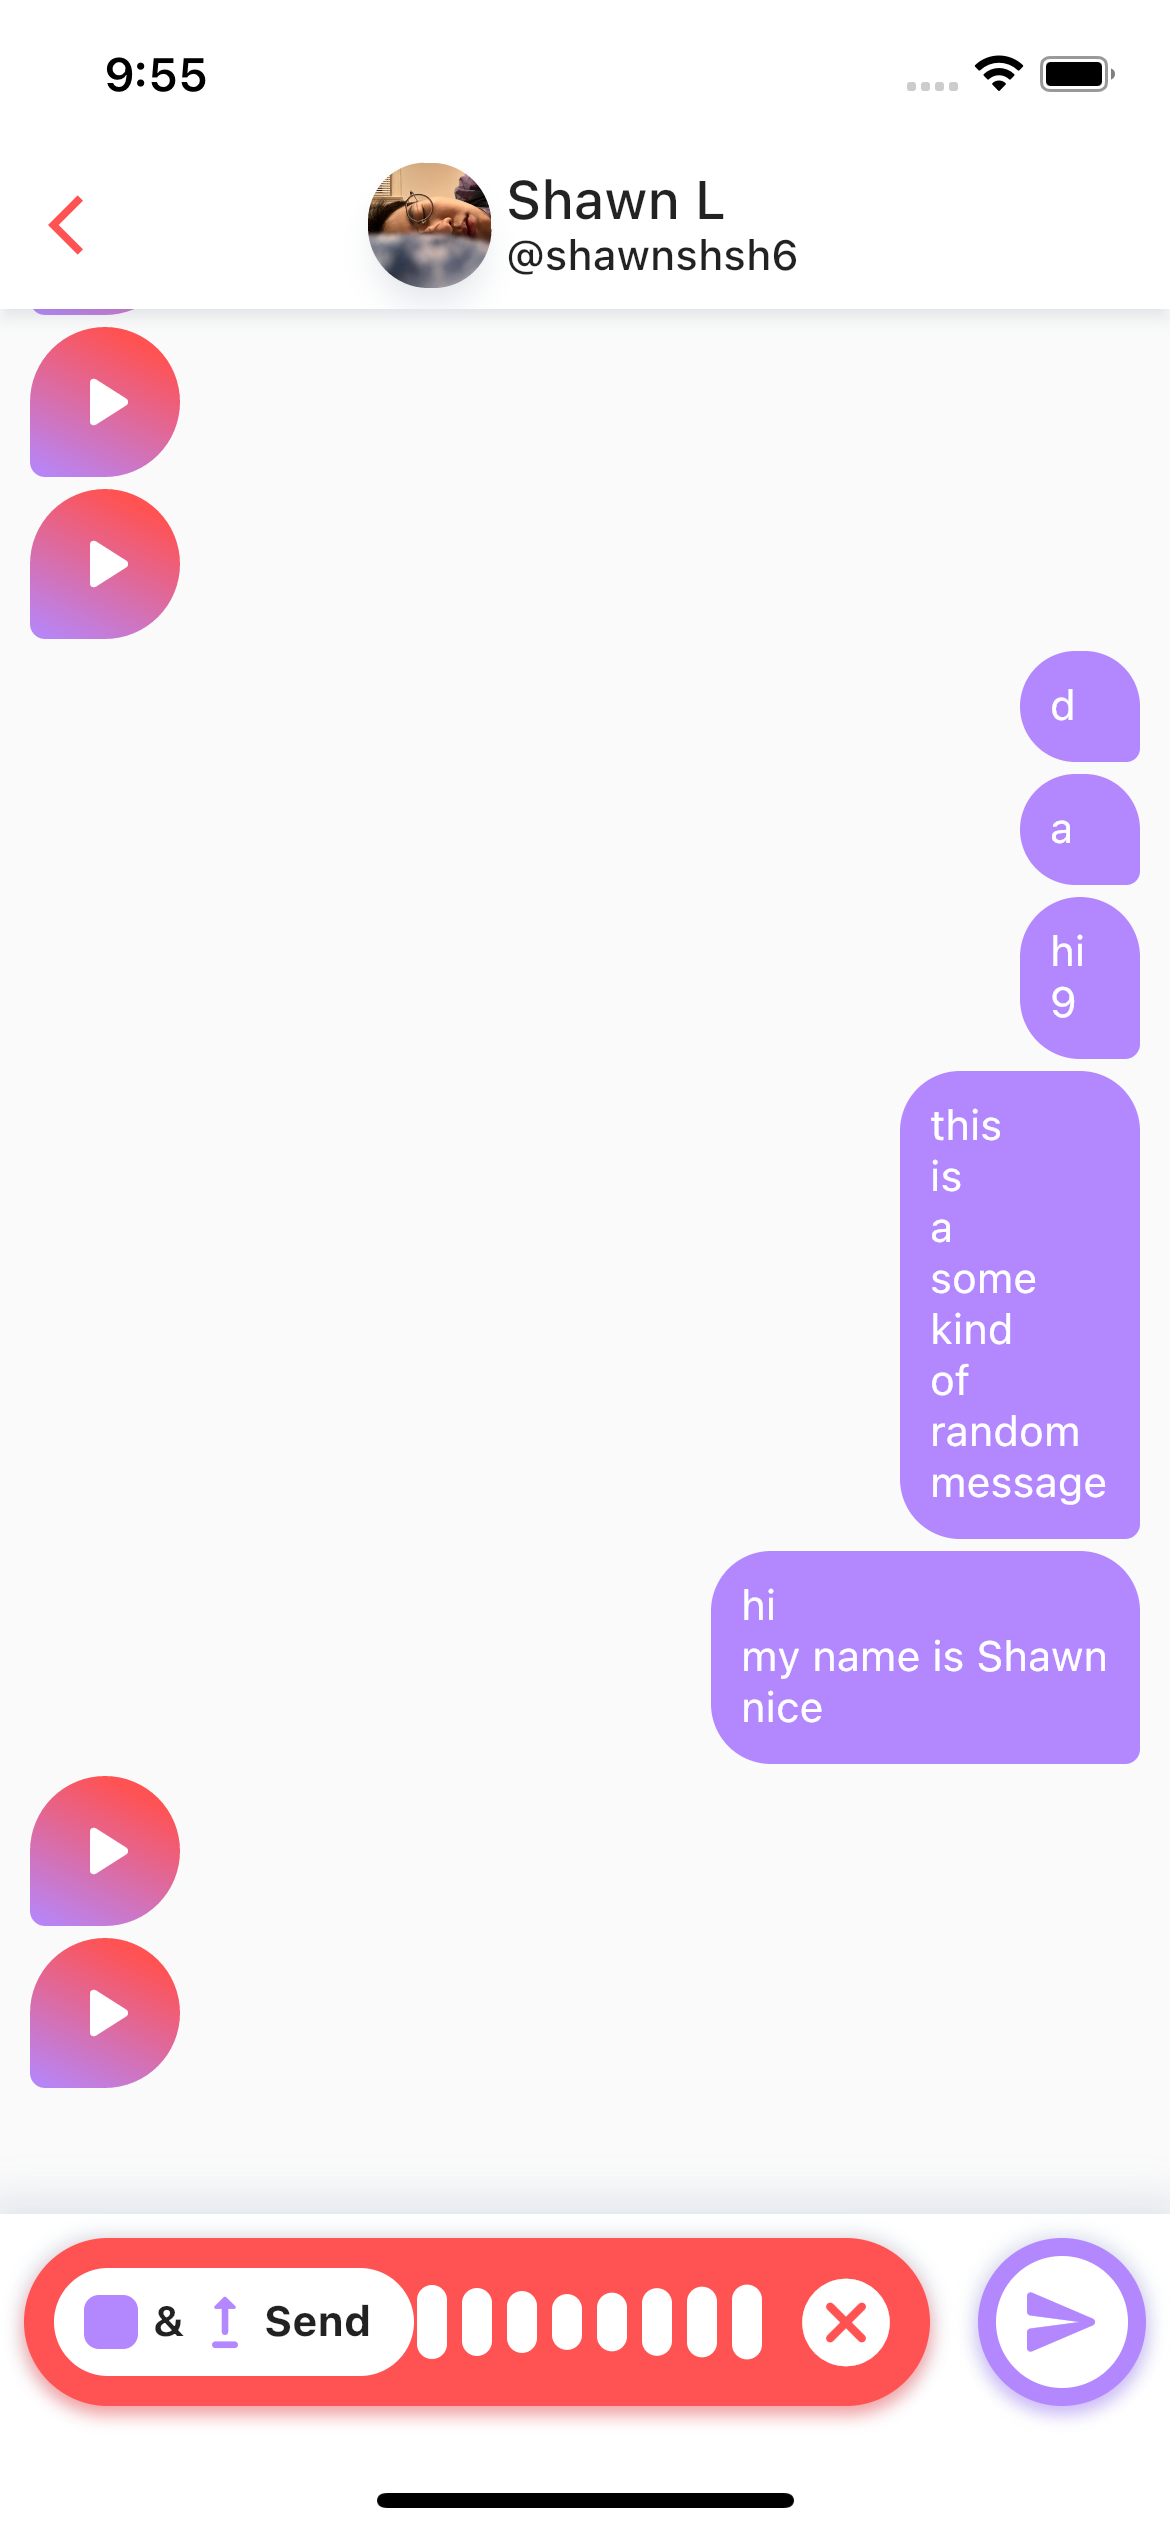 9:55
Shawn L
@shawnshsh6
d
a
hi
9
this
is
a
some
kind
of
random
message
hi
my name is Shawn
nice
& Send